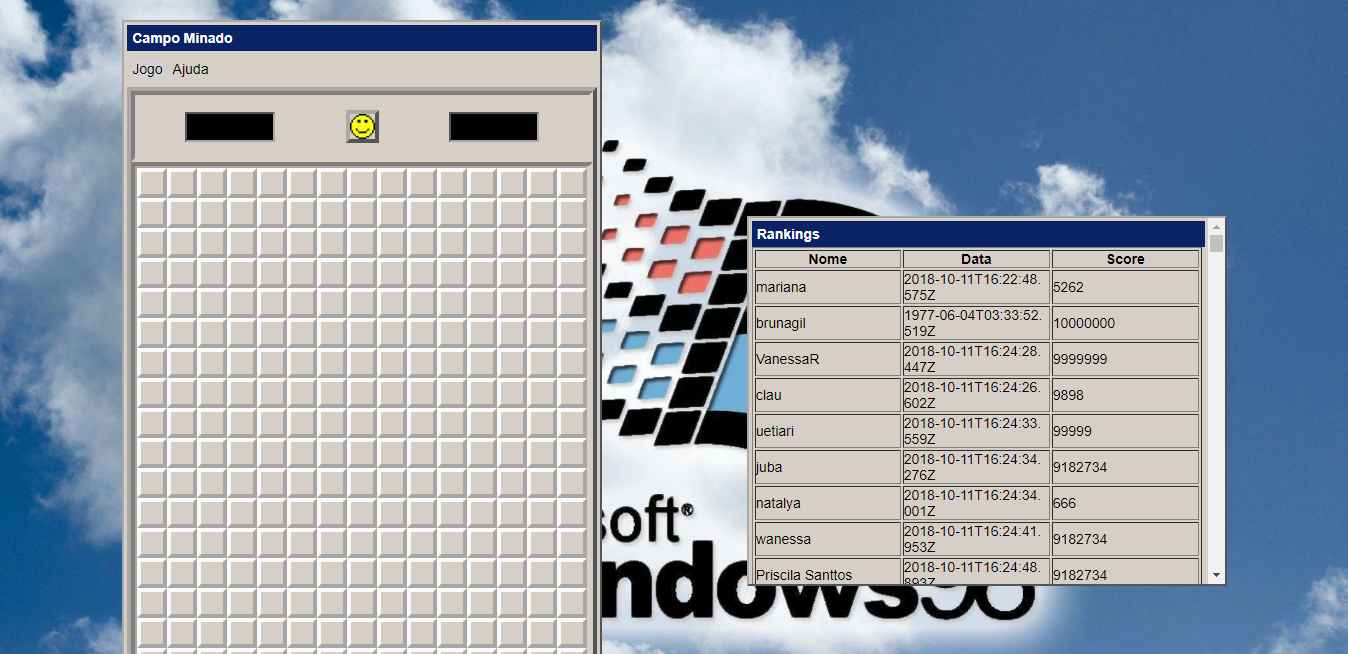 Campo Minado
Jogo Ajuda
Rankings
Nome Data Score
mariana 2018-10-11T16:22:48.
575Z 5262
brunagil 1977-06-04T03:33:52.
519Z 10000000
VanessaR 2018-10-11T16:24:28.
447Z 9999999
clau 2018-10-11T16:24:26.
602Z 9898
uetiari 2018-10-11T16:24:33.
559Z 99999
juba 2018-10-11T16:24:34.
276Z 9182734
natalya 2018-10-11T16:24:34.
001Z 666
wanessa 2018-10-11T16:24:41.
953Z 9182734
Priscila Santtos 2018-10-11T16:24:48.
893Z 9182734
soft®
ndows98